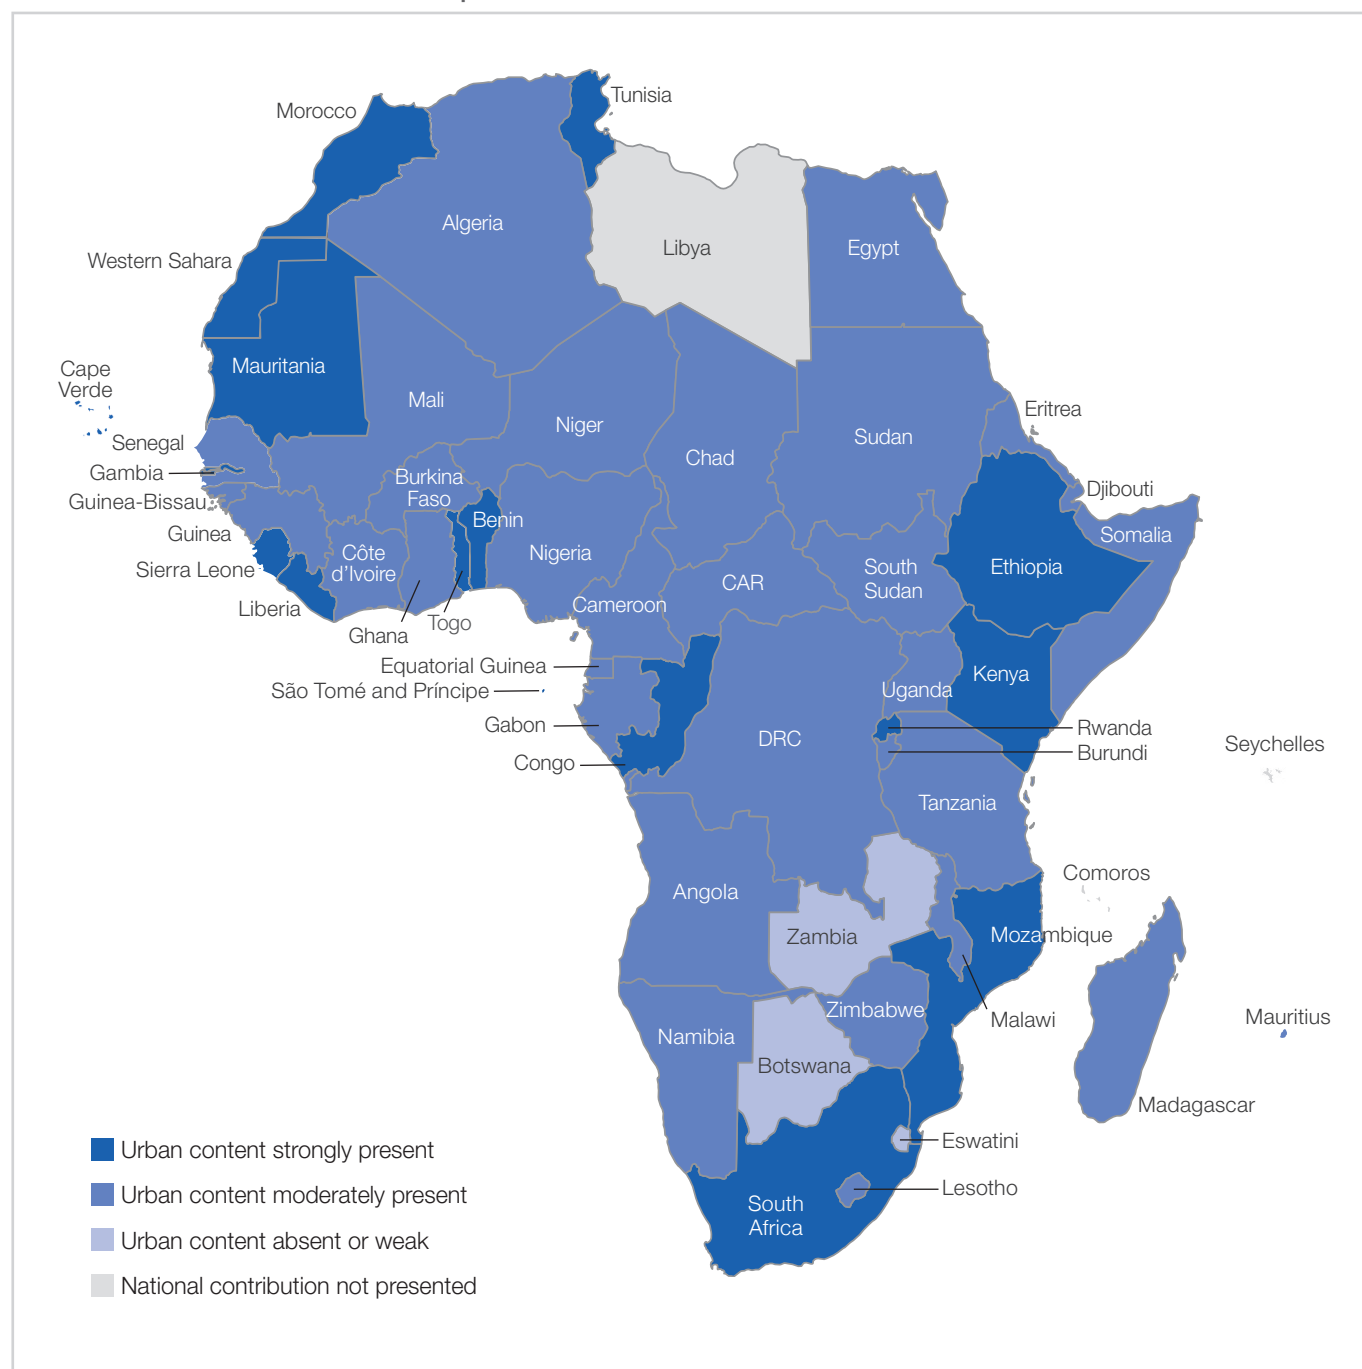 Morocco
Tunisia
Algeria
Libya
Egypt
Western Sahara
Mauritania
Cape
Verde
Mali
Niger
Chad
Sudan
Eritrea
Senegal
Gambia
Guinea-Bissau
Guinea
Sierra Leone
Liberia
Burkina
Faso
Benin
Côte
d'Ivoire
Nigeria
Ghana
Togo
Cameroon
CAR
South
Sudan
Ethiopia
Djibouti
Somalia
Equatorial Guinea
São Tomé and Príncipe
Gabon
Congo
DRC
Uganda
Kenya
Rwanda
Burundi
Seychelles
Tanzania
Comoros
Angola
Zambia
Mozambique
Malawi
Zimbabwe
Namibia
Botswana
Mauritius
Madagascar
Eswatini
Lesotho
South
Africa
Urban content strongly present
Urban content moderately present
Urban content absent or weak
National contribution not presented